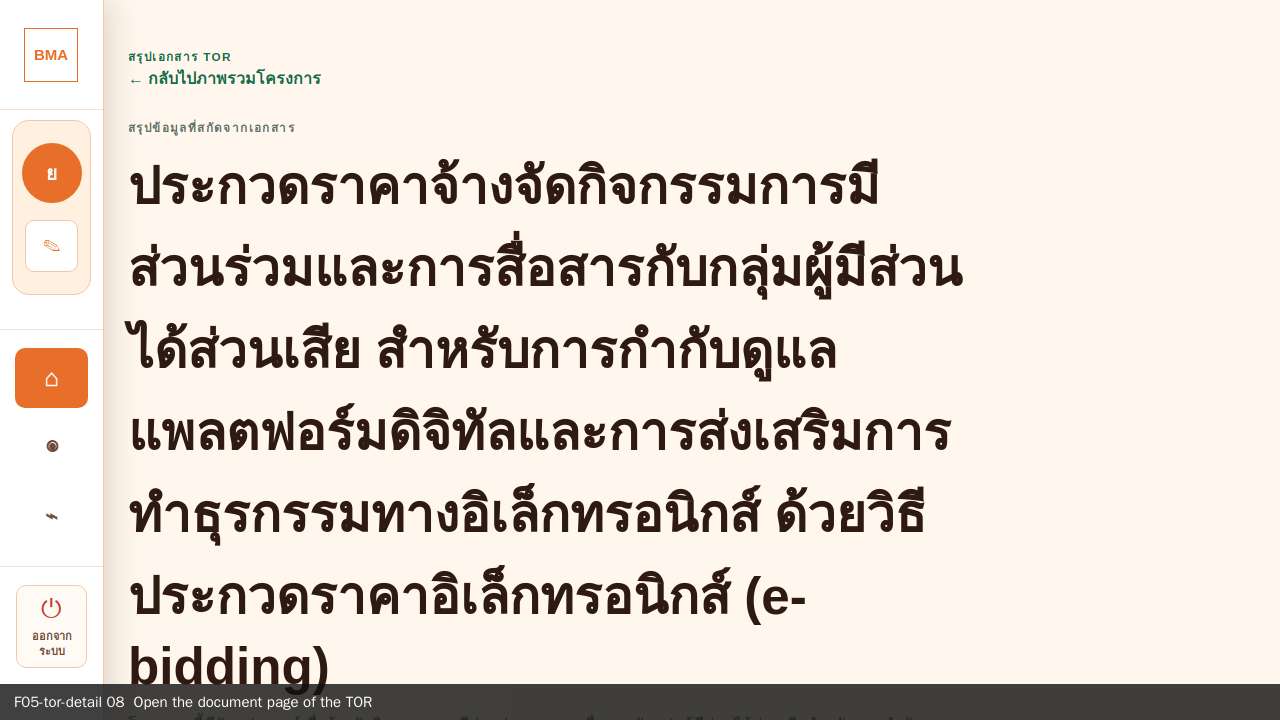 BMA
ย
ออกจาก
ระบบ
สรุปเอกสาร TOR
← กลับไปภาพรวมโครงการ
สรุปข้อมูลที่สกัดจากเอกสาร
ประกวดราคาจ้างจัดกิจกรรมการมี
ส่วนร่วมและการสื่อสารกับกลุ่มผู้มีส่วน
ได้ส่วนเสีย สำหรับการกำกับดูแล
แพลตฟอร์มดิจิทัลและการส่งเสริมการ
ทำธุรกรรมทางอิเล็กทรอนิกส์ ด้วยวิธี
ประกวดราคาอิเล็กทรอนิกส์ (e-
bidding)
F05-tor-detail 08 Open the document page of the TOR